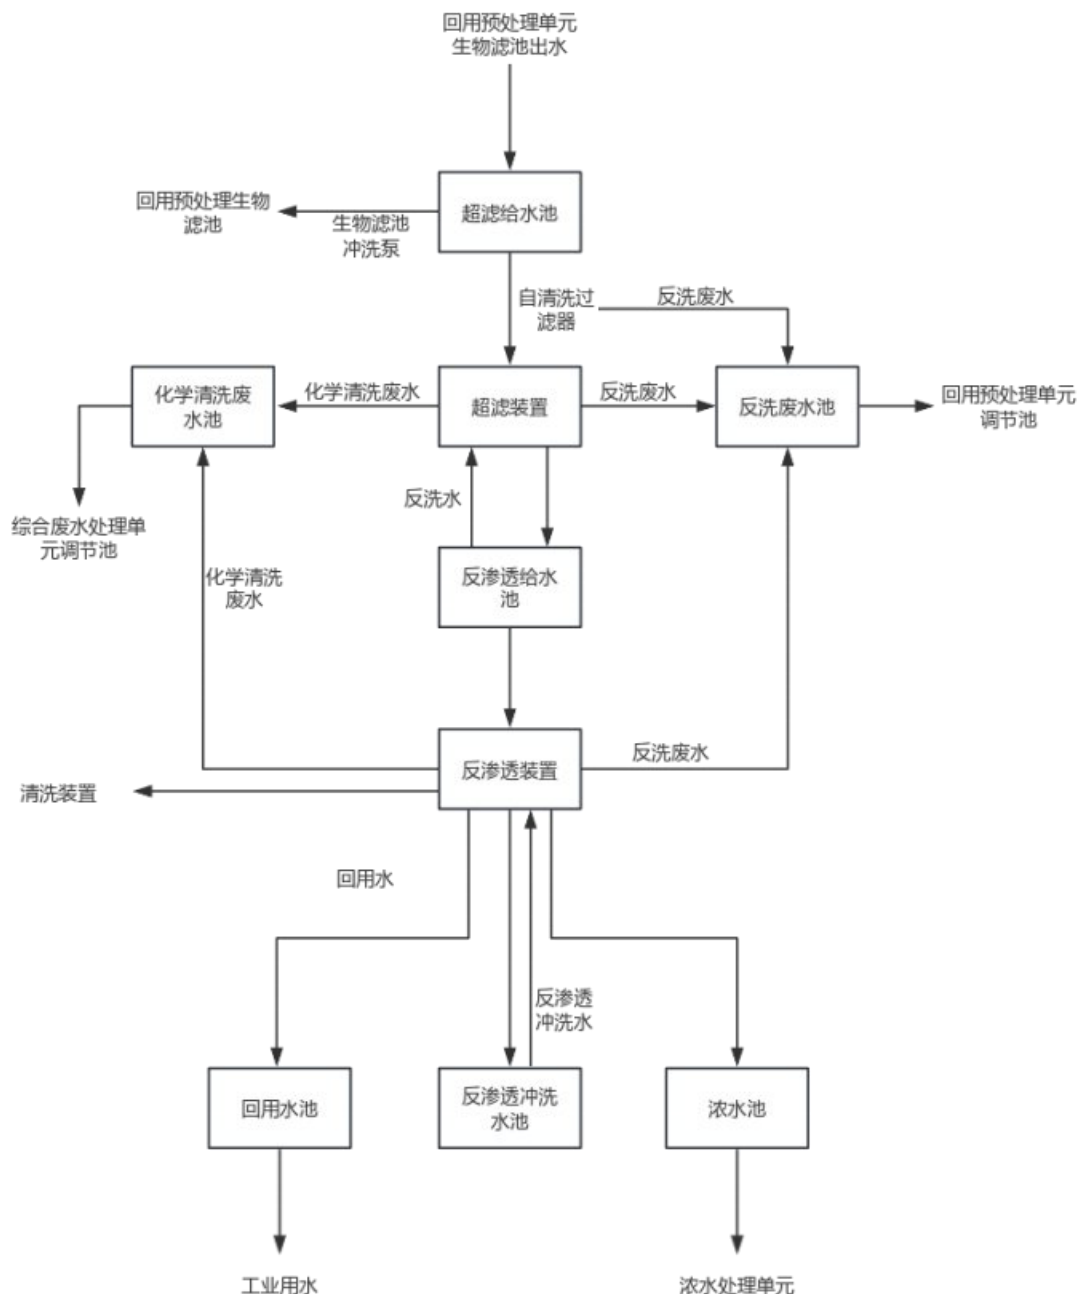 回用预处理单元
生物滤池出水
超滤给水池
回用预处理生物
滤池
生物滤池
冲洗泵
自清洗过
滤器
反洗废水
化学清洗废
水池
化学清洗废水
超滤装置
反洗废水
反洗废水池
回用预处理单元
调节池
反洗水
综合废水处理单
元调节池
化学清洗
废水
反渗透给水
池
反渗透装置
反洗废水
清洗装置
回用水
反渗透
冲洗水
回用水池
反渗透冲洗
水池
浓水池
工业用水
浓水处理单元